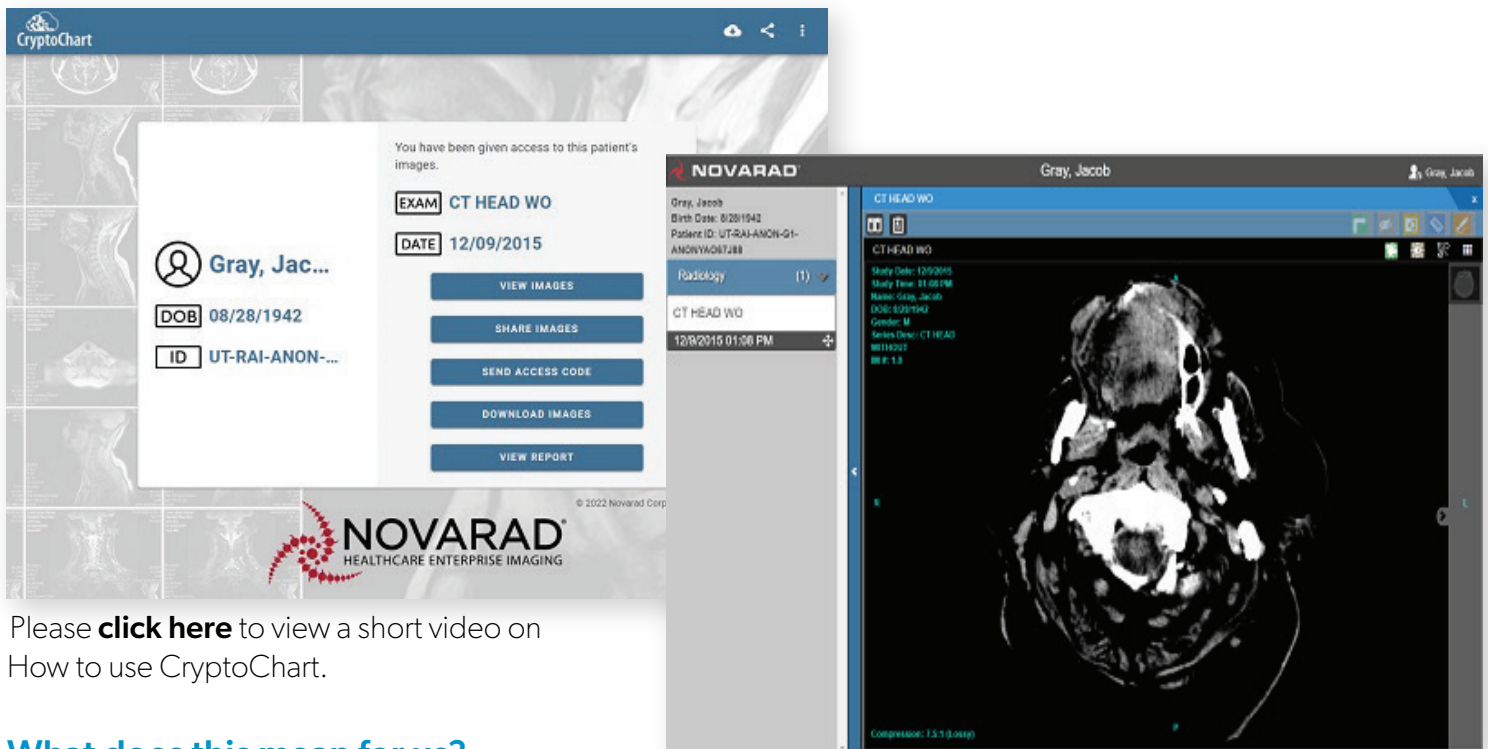 CryptoChart
You have been given access to this patient's
images.
EXAM CT HEAD WO
DATE 12/09/2015
Gray, Jac...
DOB 08/28/1942
ID UT-RAI-ANON-...
VIEW IMAGES
SHARE IMAGES
SEND ACCESS CODE
DOWNLOAD IMAGES
VIEW REPORT
© 2022 Novarad Corp
NOVARAD
HEALTHCARE ENTERPRISE IMAGING
Please click here to view a short video on
How to use CryptoChart.
What does this mean for us?
NOVARAD
Gray, Jacob
Gray, Jacob
Gray, Jacob
Birth Date: 8/28/1942
Patient ID: UT-RAI-ANON-G1-
Radiology (1)
CT HEAD WO
12/9/2015 01:08 PM
CT HEAD WO
x
CT HEAD WO
Study Date: 12/9/2015
Study Time: 01:08 PM
Name: Gray, Jacob
DOB: 8/28/1942
Gender: M
Series Desc: CT HEAD
WITHOUT
A
L
P
Compression: 7.5:1 (Lossy)